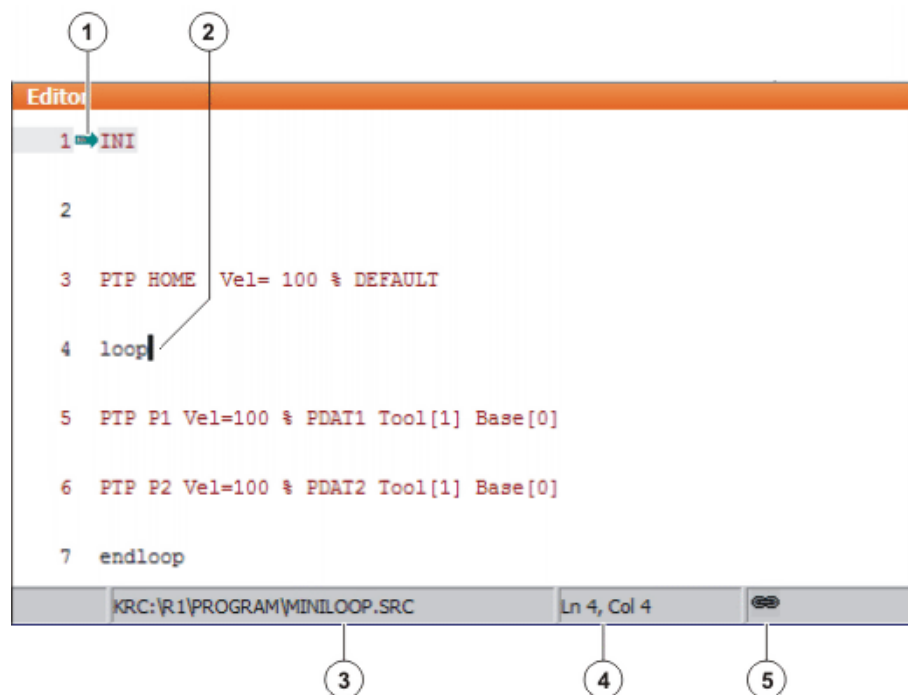 1 2
Editor
1 INI
2
3 PTP HOME Vel= 100 % DEFAULT
4 loop
5 PTP P1 Vel=100 % PDAT1 Tool[1] Base[0]
6 PTP P2 Vel=100 % PDAT2 Tool[1] Base[0]
7 endloop
KRC:\R1\PROGRAM\MINILOOP.SRC Ln 4, Col 4
3 4 5